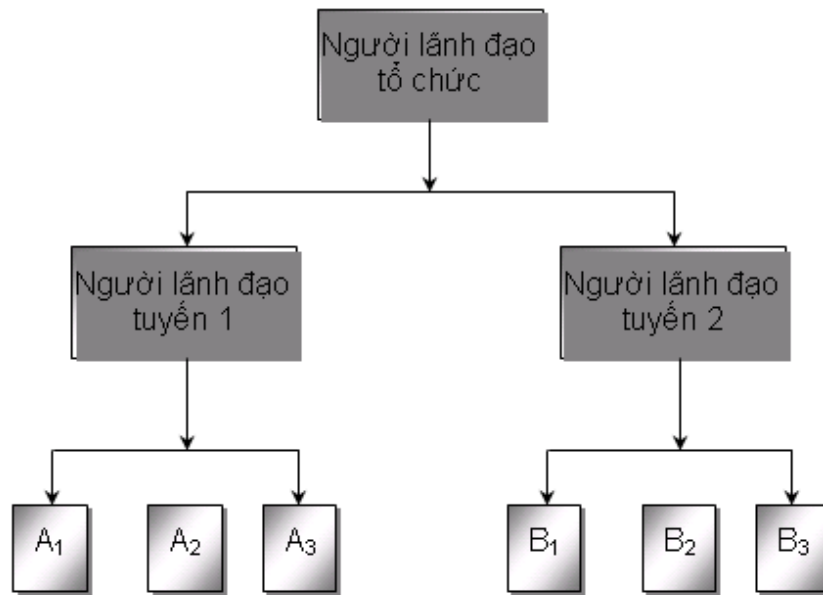 Người lãnh đạo
tổ chức
Người lãnh đạo
tuyến 1
Người lãnh đạo
tuyến 2
A₁
A₂
A₃
B₁
B₂
B₃